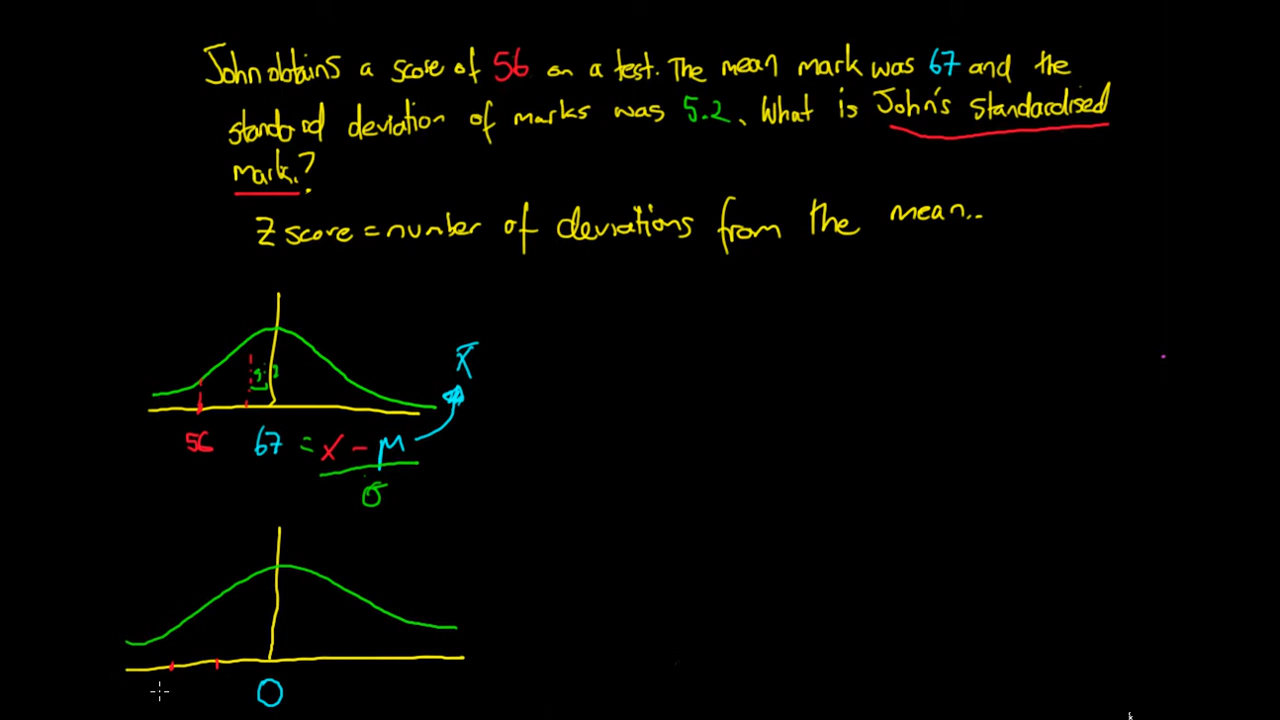 John obtains a score of 56 on a test. The mean mark was 67 and the
standard deviation of marks was 5.2. What is John's standardised
mark.?
Z score = number of deviations from the mean..
x̄
56 67 = x - μ
σ
0